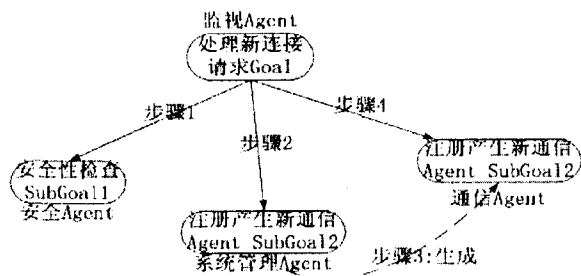 监视Agent
处理新连接
请求Goal
步骤1
步骤2
步骤4
安全性检查
SubGoal1
安全Agent
注册产生新通信
Agent SubGoal2
系统管理Agent
注册产生新通信
Agent SubGoal2
通信Agent
步骤3:生成